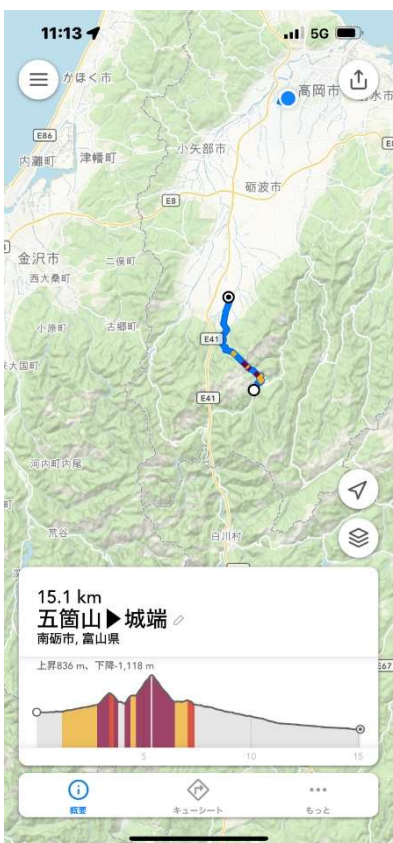 11:13
5G
かほく市
高岡市
水市
E86
内灘町
津幡町
小矢部市
砺波市
E8
金沢市
二俣町
西大桑町
小原町
古郷町
E41
大国町
E41
河内町内尾
荒谷
白川村
15.1 km
五箇山▶城端
南砺市, 富山県
E67
上昇836 m、下降-1,118 m
5
10
15
概要
キューシート
もっと